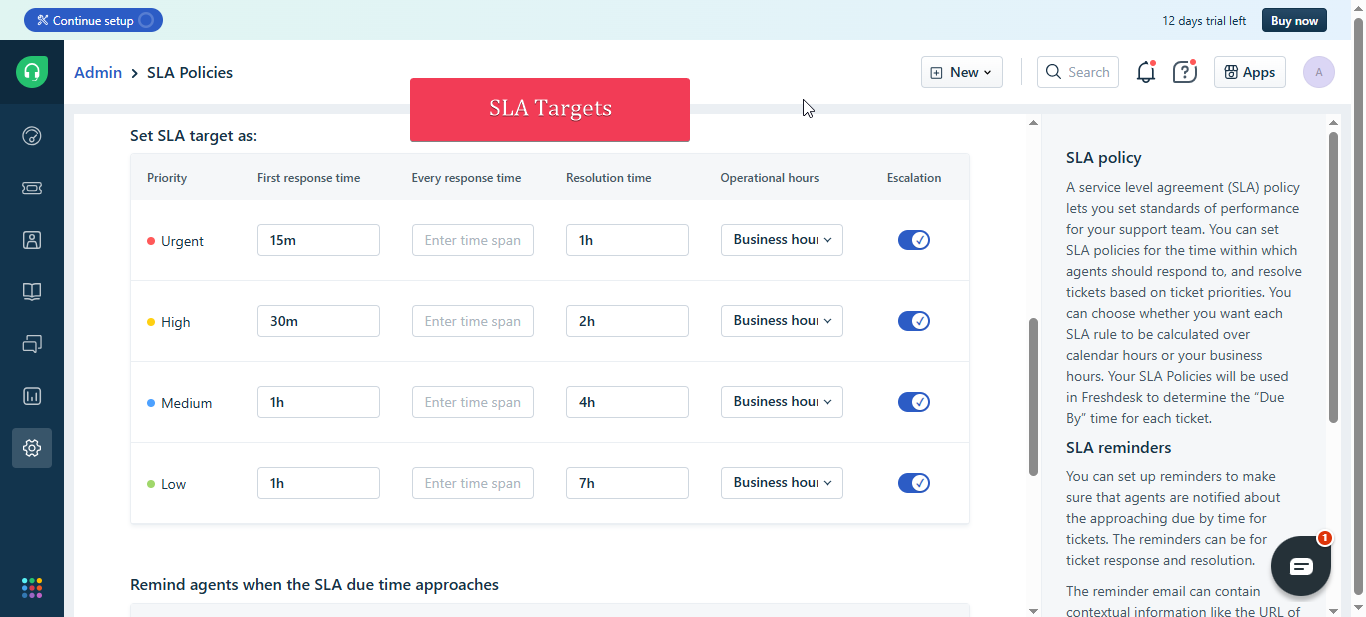 Continue setup
12 days trial left
Buy now
Admin > SLA Policies
New
Search
Apps
A
SLA Targets
Set SLA target as:
Priority First response time Every response time Resolution time Operational hours Escalation
Urgent 15m Enter time span 1h Business hour
High 30m Enter time span 2h Business hour
Medium 1h Enter time span 4h Business hour
Low 1h Enter time span 7h Business hour
Remind agents when the SLA due time approaches
SLA policy
A service level agreement (SLA) policy
lets you set standards of performance
for your support team. You can set
SLA policies for the time within which
agents should respond to, and resolve
tickets based on ticket priorities. You
can choose whether you want each
SLA rule to be calculated over
calendar hours or your business
hours. Your SLA Policies will be used
in Freshdesk to determine the “Due
By” time for each ticket.
SLA reminders
You can set up reminders to make
sure that agents are notified about
the approaching due by time for
tickets. The reminders can be for
ticket response and resolution.
The reminder email can contain
contextual information like the URL of
1